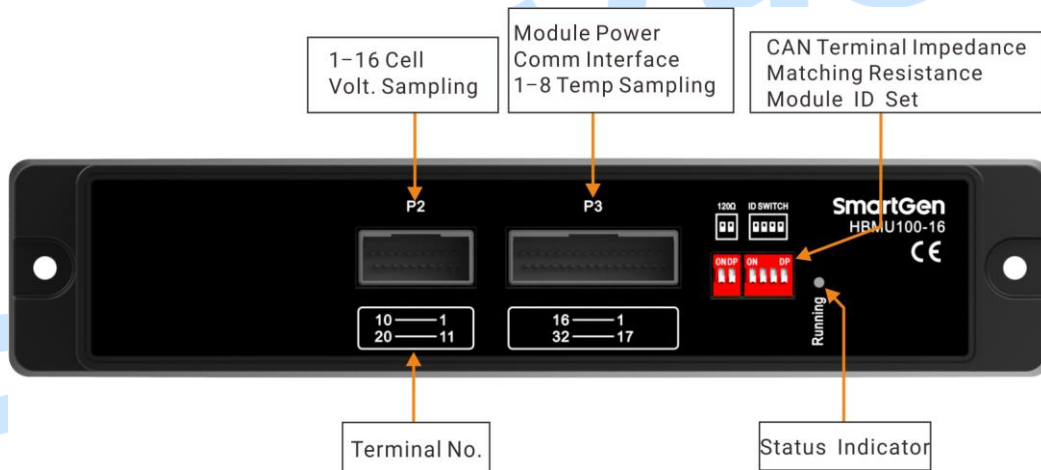 1-16 Cell
Volt. Sampling
Module Power
Comm Interface
1-8 Temp Sampling
CAN Terminal Impedance
Matching Resistance
Module ID Set
P2
P3
120Ω
ID SWITCH
SmartGen
HBMU100-16
CE
ON DP
ON DP
Running
10 — 1
20 — 11
16 — 1
32 — 17
Terminal No.
Status Indicator